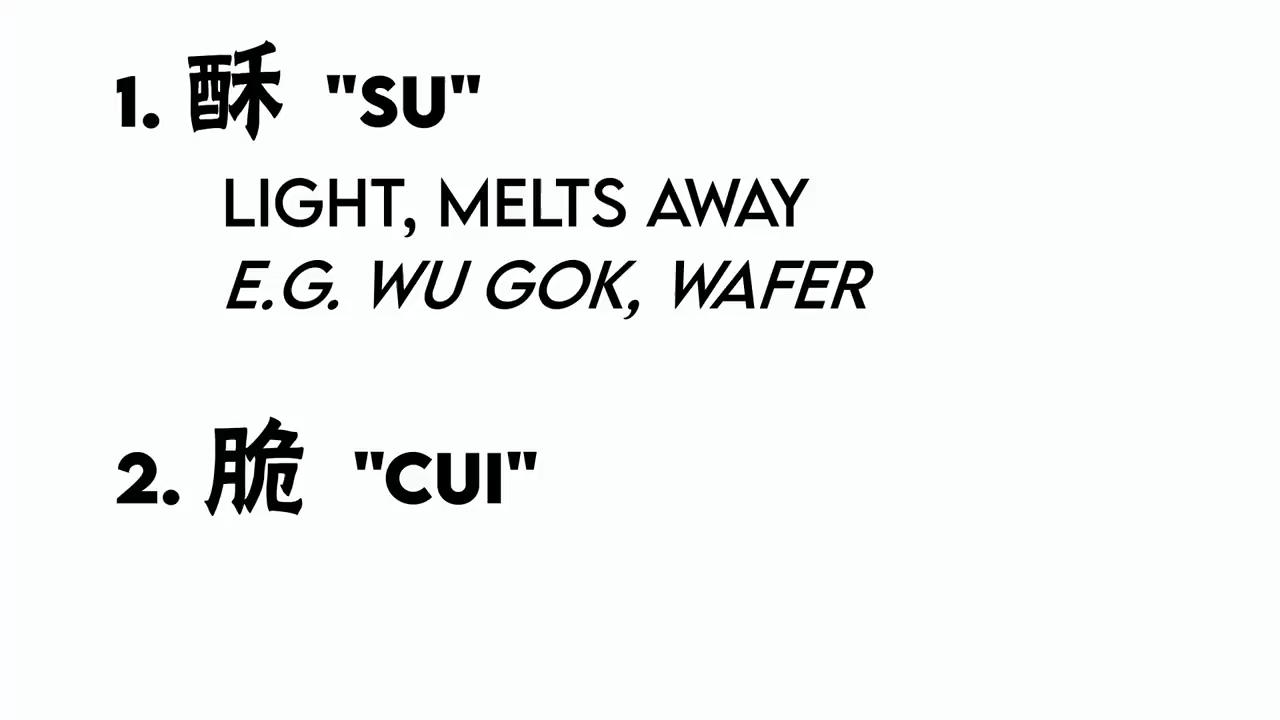 1. 酥 "SU"
LIGHT, MELTS AWAY
E.G. WU GOK, WAFER
2. 脆 "CUI"